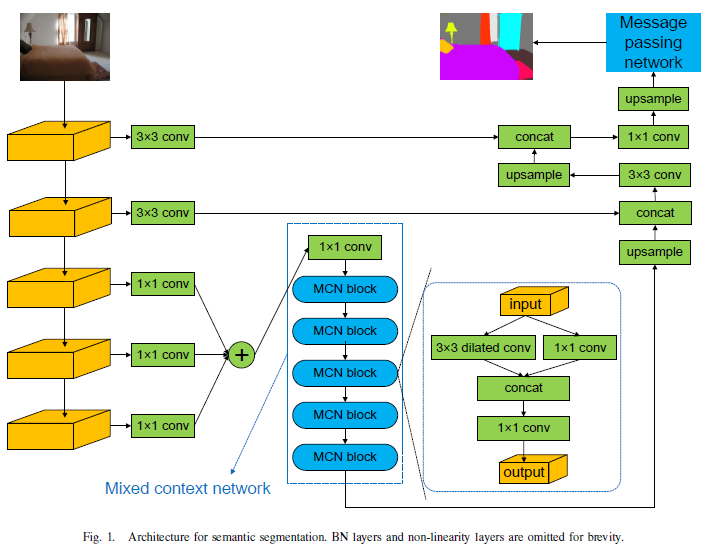 Message
passing
network
upsample
3×3 conv
concat
1×1 conv
upsample
3×3 conv
3×3 conv
concat
1×1 conv
upsample
1×1 conv
MCN block
input
MCN block
3×3 dilated conv
1×1 conv
1×1 conv
MCN block
concat
MCN block
1×1 conv
1×1 conv
MCN block
output
Mixed context network
Fig. 1. Architecture for semantic segmentation. BN layers and non-linearity layers are omitted for brevity.